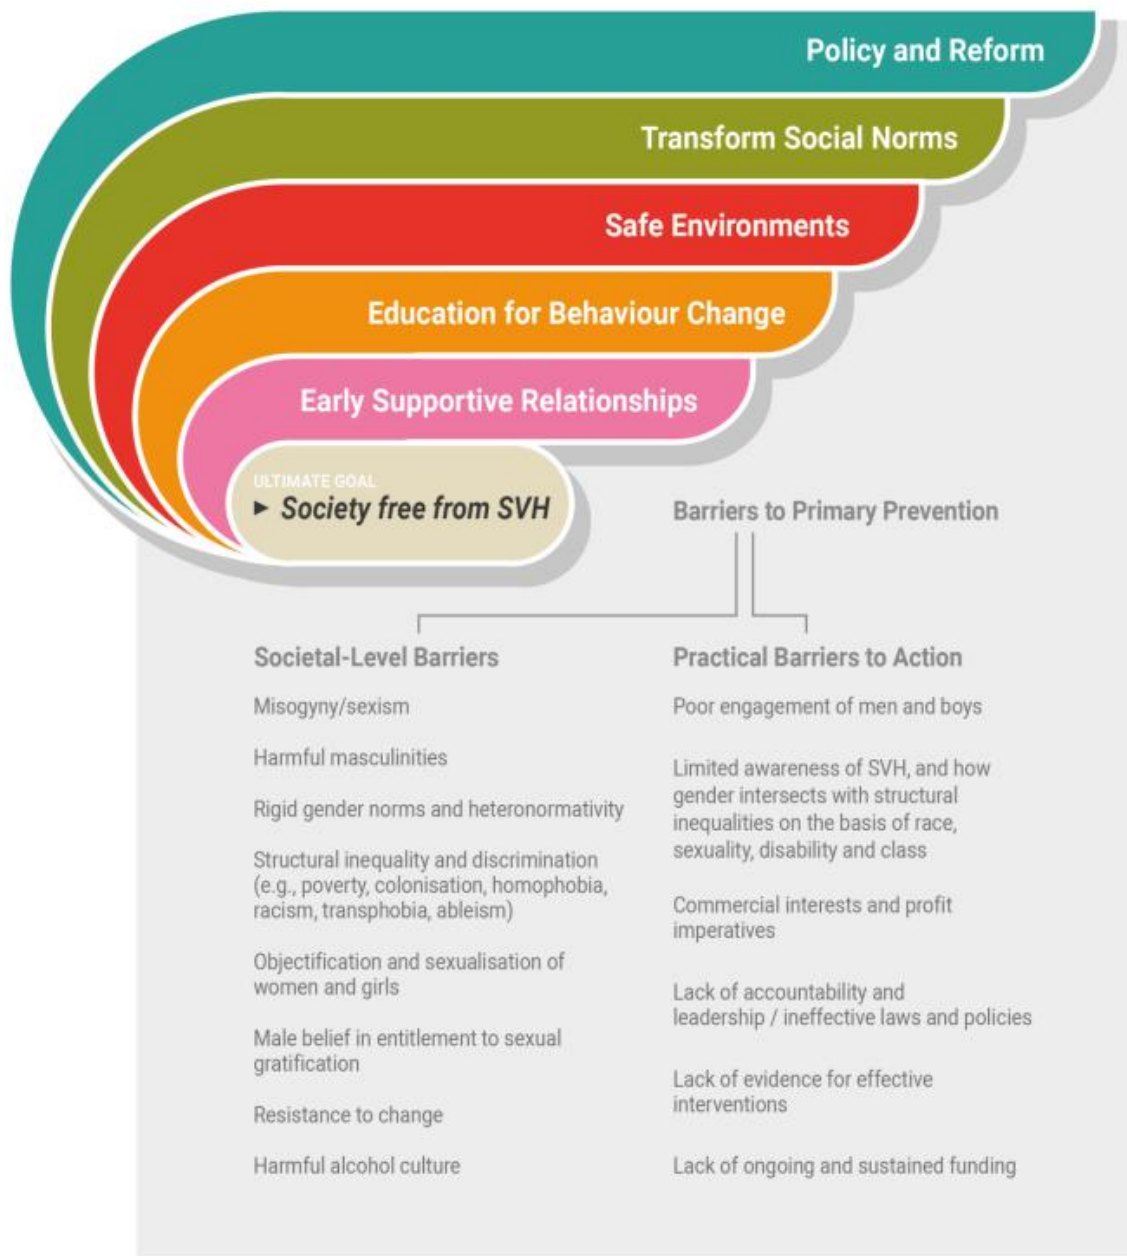 Policy and Reform
Transform Social Norms
Safe Environments
Education for Behaviour Change
Early Supportive Relationships
ULTIMATE GOAL
► Society free from SVH
Barriers to Primary Prevention
Societal-Level Barriers
Misogyny/sexism
Harmful masculinities
Rigid gender norms and heteronormativity
Structural inequality and discrimination
(e.g., poverty, colonisation, homophobia,
racism, transphobia, ableism)
Objectification and sexualisation of
women and girls
Male belief in entitlement to sexual
gratification
Resistance to change
Harmful alcohol culture
Practical Barriers to Action
Poor engagement of men and boys
Limited awareness of SVH, and how
gender intersects with structural
inequalities on the basis of race,
sexuality, disability and class
Commercial interests and profit
imperatives
Lack of accountability and
leadership / ineffective laws and policies
Lack of evidence for effective
interventions
Lack of ongoing and sustained funding